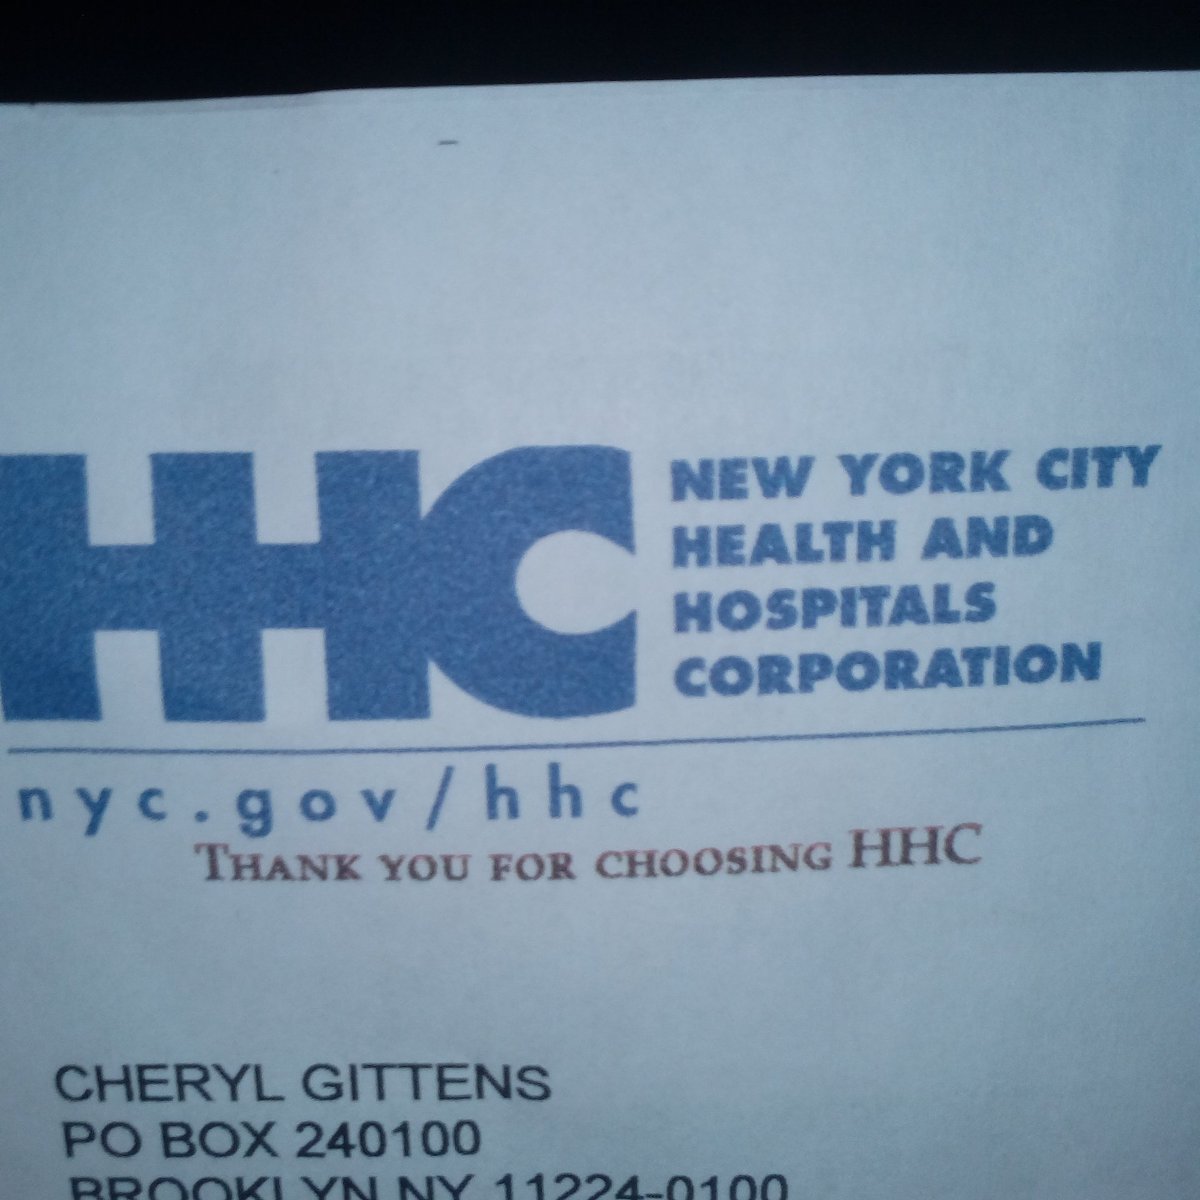 HHC
NEW YORK CITY
HEALTH AND
HOSPITALS
CORPORATION
nyc.gov/hhc
THANK YOU FOR CHOOSING HHC
CHERYL GITTENS
PO BOX 240100
BROOKLYN NY 11224-0100